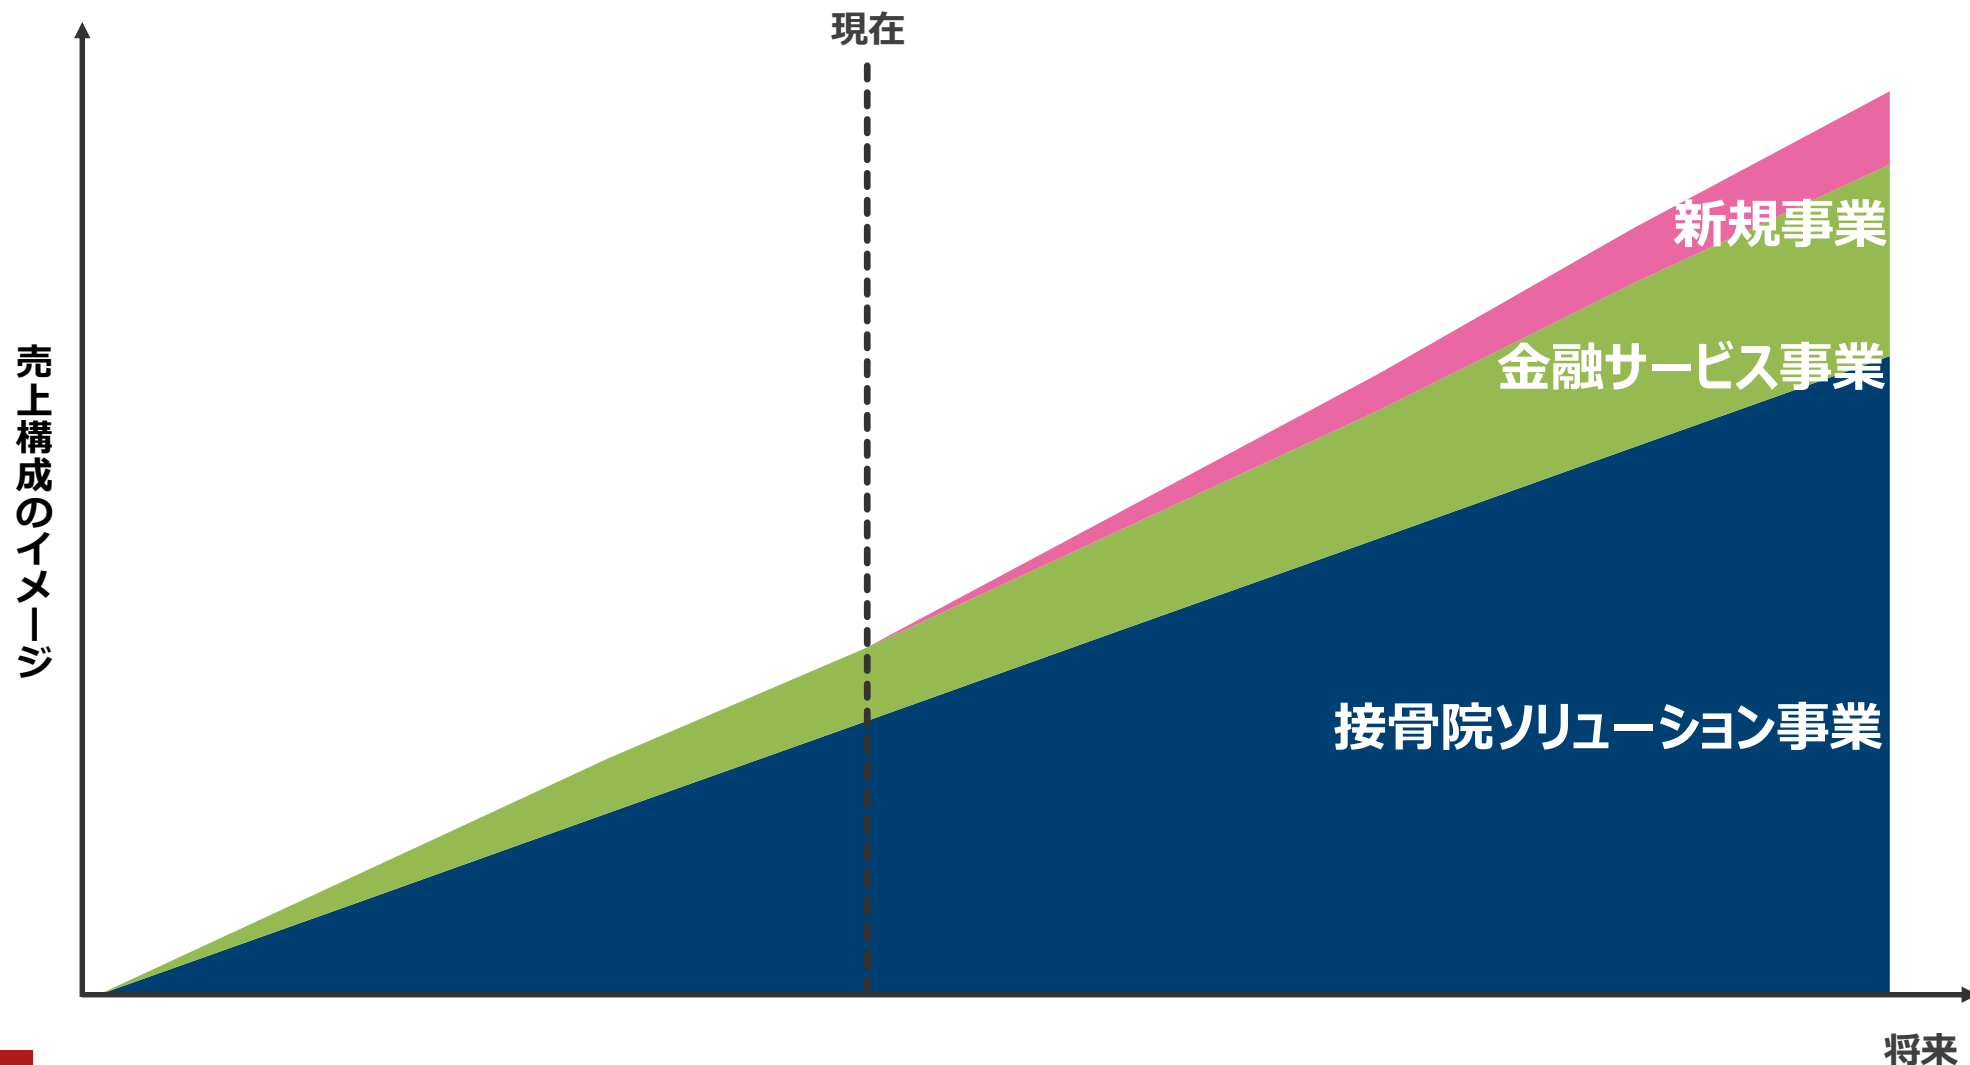 現在
売上構成のイメージ
新規事業
金融サービス事業
接骨院ソリューション事業
将来